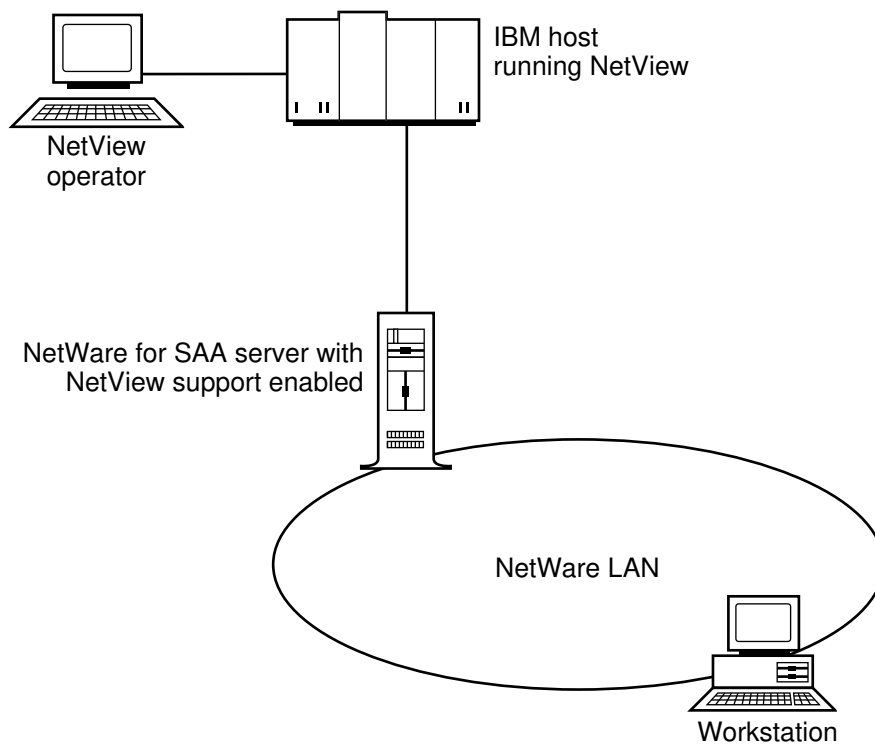 IBM host
running NetView
NetView
operator
NetWare for SAA server with
NetView support enabled
NetWare LAN
Workstation